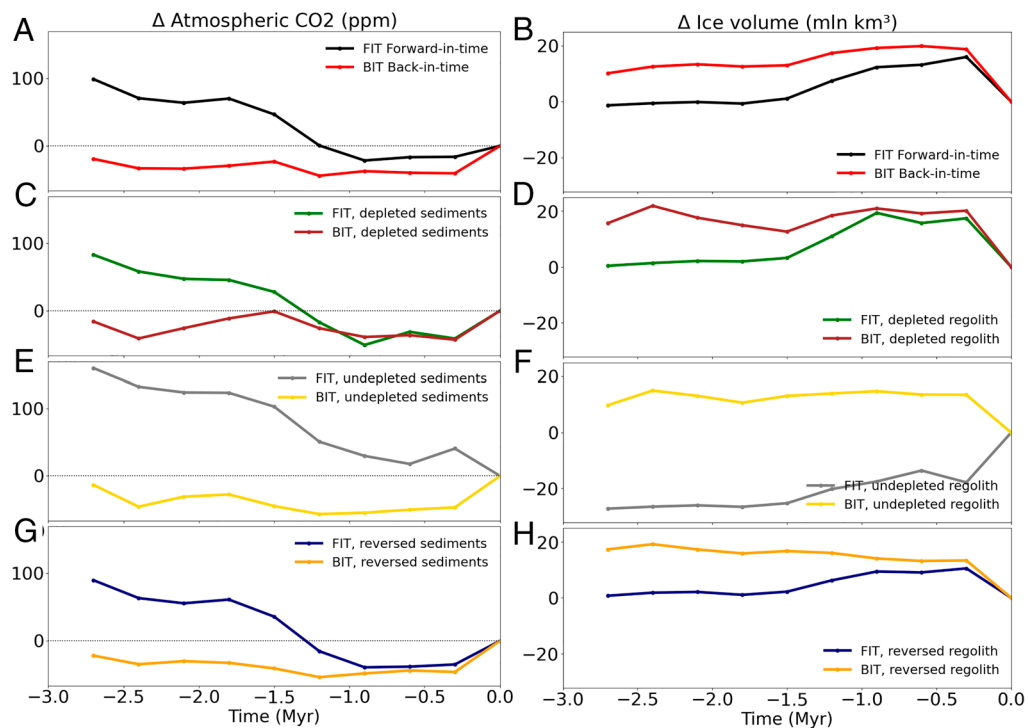 A
Δ Atmospheric CO2 (ppm)
FIT Forward-in-time
BIT Back-in-time
100
0
B
Δ Ice volume (mln km³)
20
0
−20
FIT Forward-in-time
BIT Back-in-time
C
FIT, depleted sediments
BIT, depleted sediments
100
0
D
20
0
−20
FIT, depleted regolith
BIT, depleted regolith
E
FIT, undepleted sediments
BIT, undepleted sediments
100
0
F
20
0
−20
FIT, undepleted regolith
BIT, undepleted regolith
G
FIT, reversed sediments
BIT, reversed sediments
100
0
−3.0 −2.5 −2.0 −1.5 −1.0 −0.5 0.0
Time (Myr)
H
20
0
−20
FIT, reversed regolith
BIT, reversed regolith
−3.0 −2.5 −2.0 −1.5 −1.0 −0.5 0.0
Time (Myr)